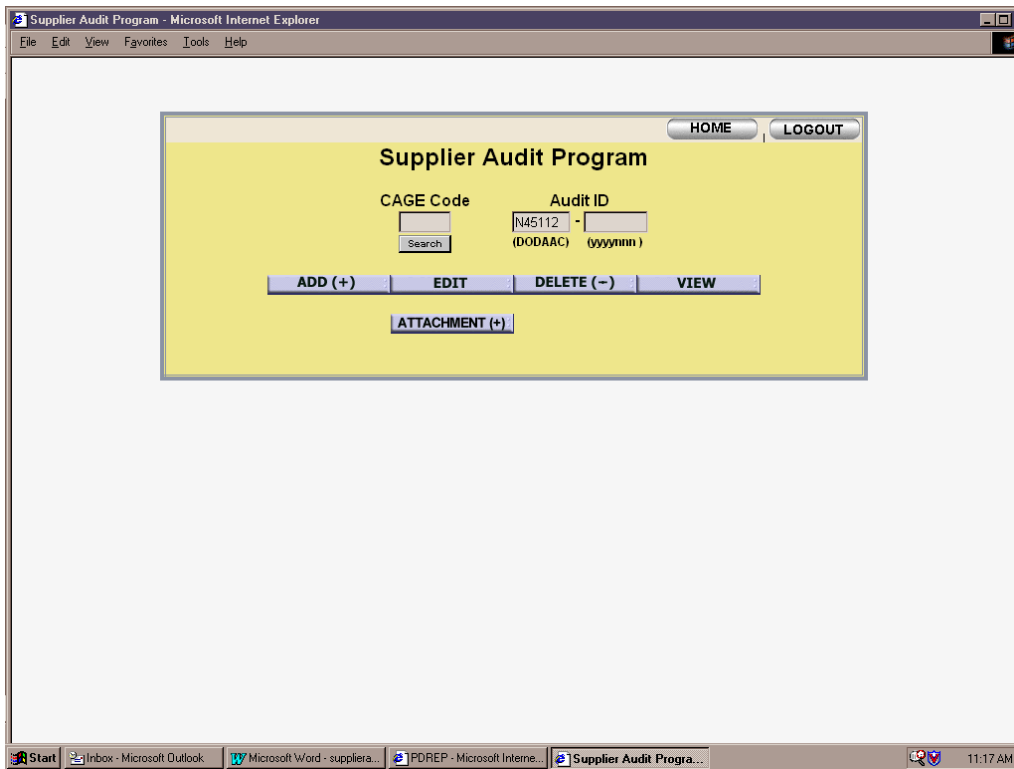 Supplier Audit Program - Microsoft Internet Explorer
File Edit View Favorites Tools Help
HOME | LOGOUT
Supplier Audit Program
CAGE Code Audit ID
N45112 -
Search (DODAAC) (yyyynnn )
ADD (+) EDIT DELETE (−) VIEW
ATTACHMENT (+)
Start Inbox - Microsoft Outlook Microsoft Word - suppliera... PDREP - Microsoft Interne... Supplier Audit Progra... 11:17 AM